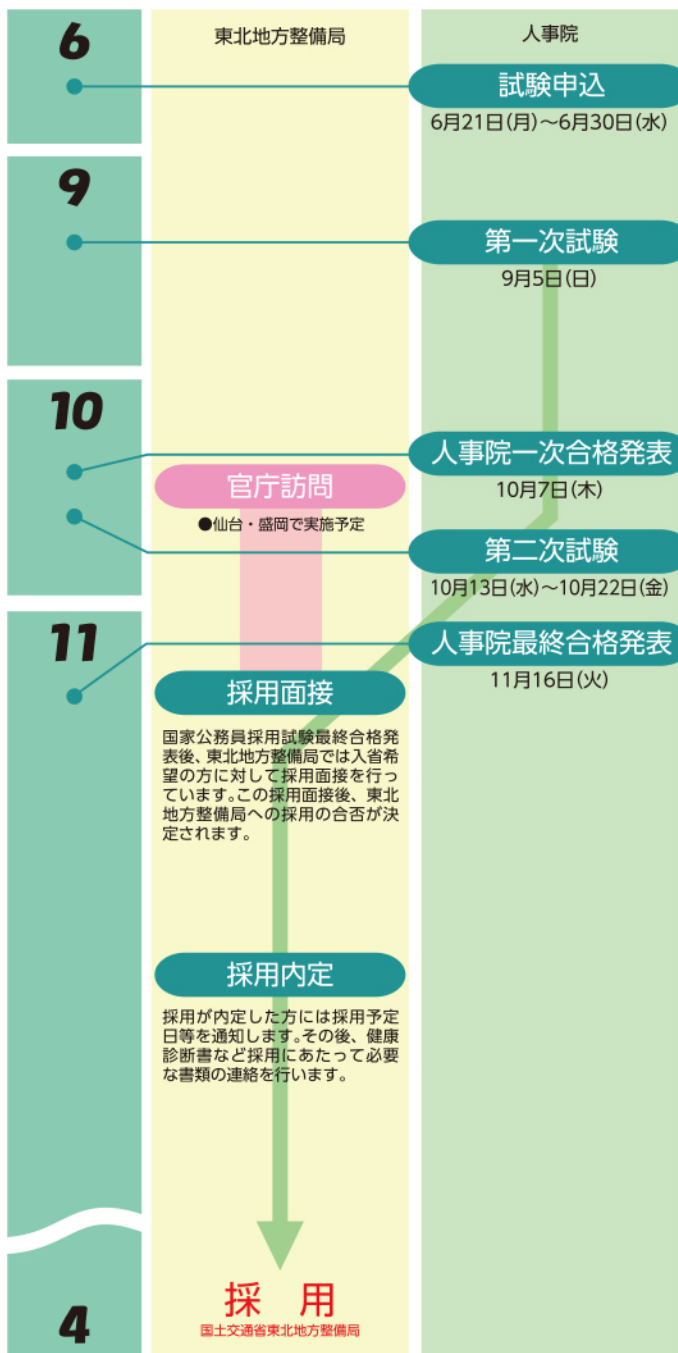 6
東北地方整備局
人事院
試験申込
6月21日(月)～6月30日(水)
9
第一次試験
9月5日(日)
10
人事院一次合格発表
10月7日(木)
官庁訪問
●仙台・盛岡で実施予定
第二次試験
10月13日(水)～10月22日(金)
11
人事院最終合格発表
11月16日(火)
採用面接
国家公務員採用試験最終合格発
表後、東北地方整備局では入省希
望の方に対して採用面接を行っ
ています。この採用面接後、東北
地方整備局への採用の合否が決
定されます。
採用内定
採用が内定した方には採用予定
日等を通知します。その後、健康
診断書など採用にあたって必要
な書類の連絡を行います。
4
採　用
国土交通省東北地方整備局